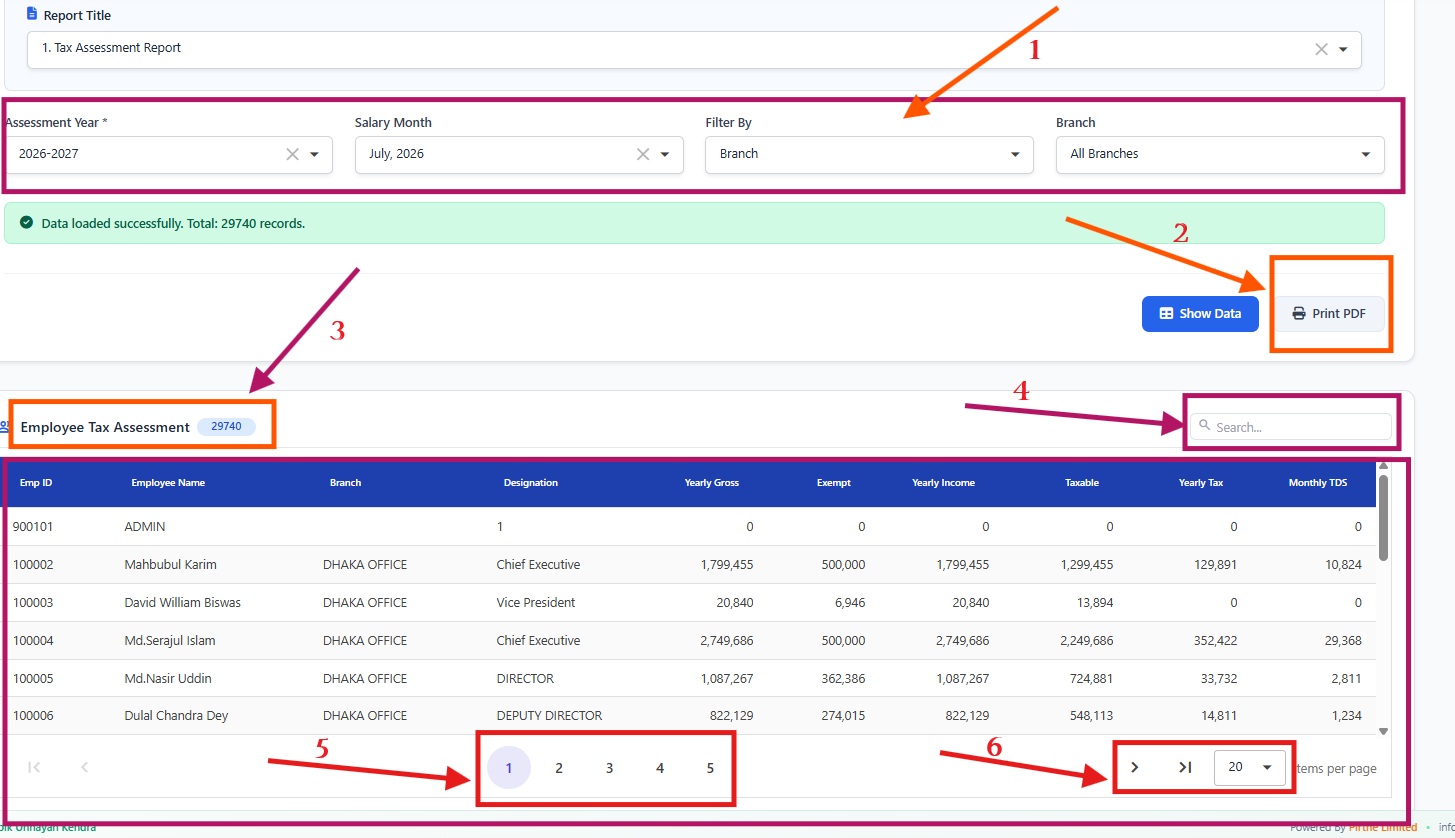 Report Title
1. Tax Assessment Report
1
Assessment Year * Salary Month Filter By Branch
2026-2027 July, 2026 Branch All Branches
Data loaded successfully. Total: 29740 records.
2
3
Show Data Print PDF
4
Employee Tax Assessment 29740 Search...
Emp ID Employee Name Branch Designation Yearly Gross Exempt Yearly Income Taxable Yearly Tax Monthly TDS
900101 ADMIN 1 0 0 0 0 0 0
100002 Mahbubul Karim DHAKA OFFICE Chief Executive 1,799,455 500,000 1,799,455 1,299,455 129,891 10,824
100003 David William Biswas DHAKA OFFICE Vice President 20,840 6,946 20,840 13,894 0 0
100004 Md.Serajul Islam DHAKA OFFICE Chief Executive 2,749,686 500,000 2,749,686 2,249,686 352,422 29,368
100005 Md.Nasir Uddin DHAKA OFFICE DIRECTOR 1,087,267 362,386 1,087,267 724,881 33,732 2,811
100006 Dulal Chandra Dey DHAKA OFFICE DEPUTY DIRECTOR 822,129 274,015 822,129 548,113 14,811 1,234
5 6
1 2 3 4 5 20 tems per page
Unnayan Kendra Powered by Limited • info